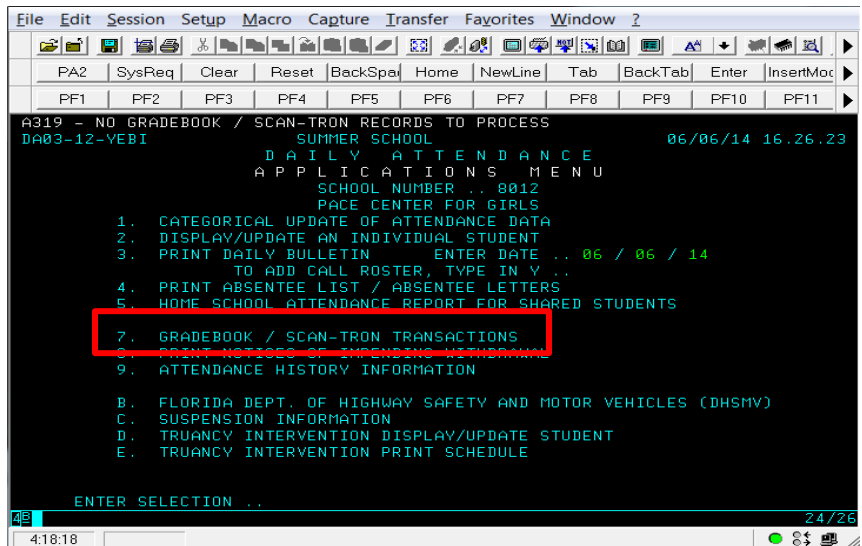 File Edit Session Setup Macro Capture Transfer Favorites Window ?
PA2 SysReq Clear Reset BackSpa Home NewLine Tab BackTab Enter InsertMoc
PF1 PF2 PF3 PF4 PF5 PF6 PF7 PF8 PF9 PF10 PF11
A319 - NO GRADEBOOK / SCAN-TRON RECORDS TO PROCESS
DA03-12-YEBI SUMMER SCHOOL 06/06/14 16.26.23
D A I L Y A T T E N D A N C E
A P P L I C A T I O N S M E N U
SCHOOL NUMBER .. 8012
PACE CENTER FOR GIRLS
1. CATEGORICAL UPDATE OF ATTENDANCE DATA
2. DISPLAY/UPDATE AN INDIVIDUAL STUDENT
3. PRINT DAILY BULLETIN ENTER DATE .. 06 / 06 / 14
TO ADD CALL ROSTER, TYPE IN Y ..
4. PRINT ABSENTEE LIST / ABSENTEE LETTERS
5. HOME SCHOOL ATTENDANCE REPORT FOR SHARED STUDENTS
7. GRADEBOOK / SCAN-TRON TRANSACTIONS
8. PRINT NOTICES OF IMPENDING WITHDRAWAL
9. ATTENDANCE HISTORY INFORMATION
B. FLORIDA DEPT. OF HIGHWAY SAFETY AND MOTOR VEHICLES (DHSMV)
C. SUSPENSION INFORMATION
D. TRUANCY INTERVENTION DISPLAY/UPDATE STUDENT
E. TRUANCY INTERVENTION PRINT SCHEDULE
ENTER SELECTION ..
4B 24/26
4:18:18